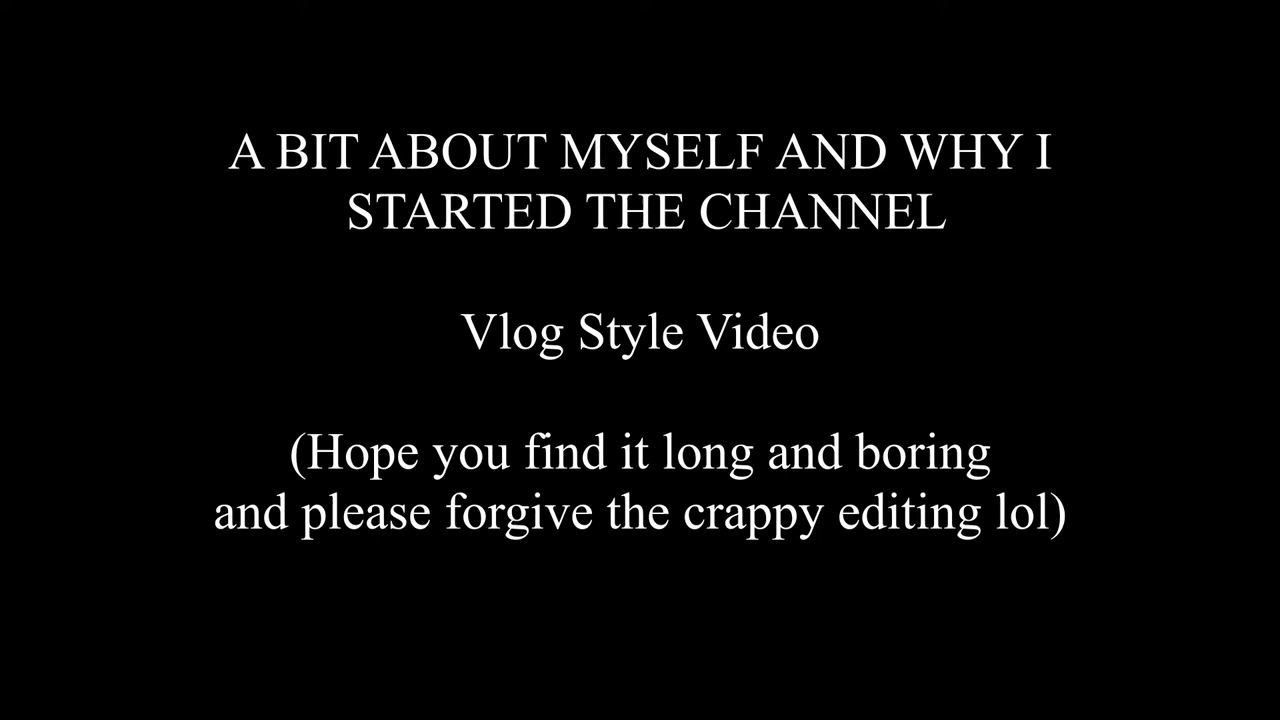 A BIT ABOUT MYSELF AND WHY I
STARTED THE CHANNEL
Vlog Style Video
(Hope you find it long and boring
and please forgive the crappy editing lol)